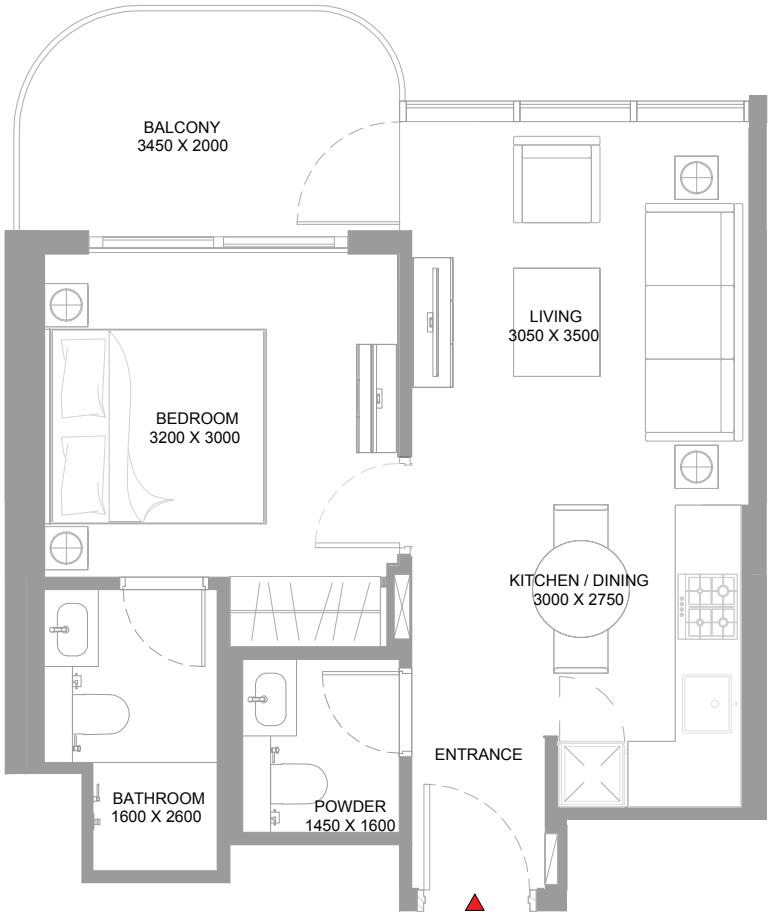 BALCONY
3450 X 2000
LIVING
3050 X 3500
BEDROOM
3200 X 3000
KITCHEN / DINING
3000 X 2750
ENTRANCE
BATHROOM
1600 X 2600
POWDER
1450 X 1600